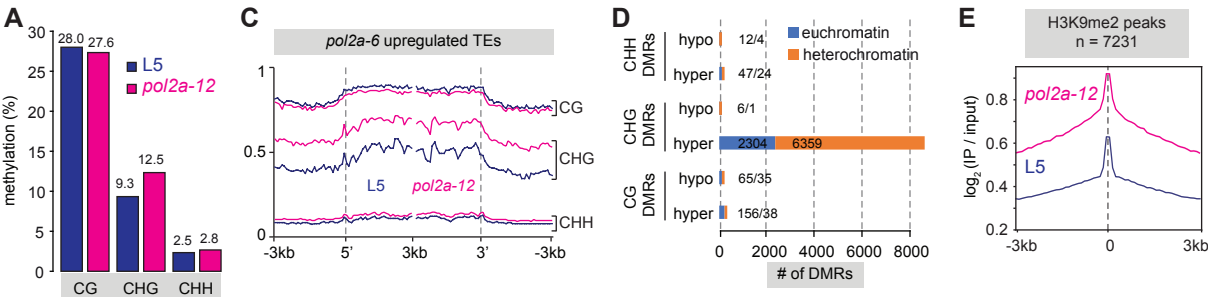 A
methylation (%)
30
25
20
15
10
5
0
28.0
27.6
9.3
12.5
2.5
2.8
L5
pol2a-12
CG
CHG
CHH
C
pol2a-6 upregulated TEs
1
0.5
0
CG
CHG
CHH
L5
pol2a-12
-3kb
5'
3kb
3'
-3kb
D
euchromatin
heterochromatin
CHH
DMRs
hypo
12/4
hyper
47/24
CHG
DMRs
hypo
6/1
hyper
2304
6359
CG
DMRs
hypo
65/35
hyper
156/38
0
2000
4000
6000
8000
# of DMRs
E
H3K9me2 peaks
n = 7231
log2 (IP / input)
0.8
0.6
0.4
0.2
pol2a-12
L5
-3kb
0
3kb